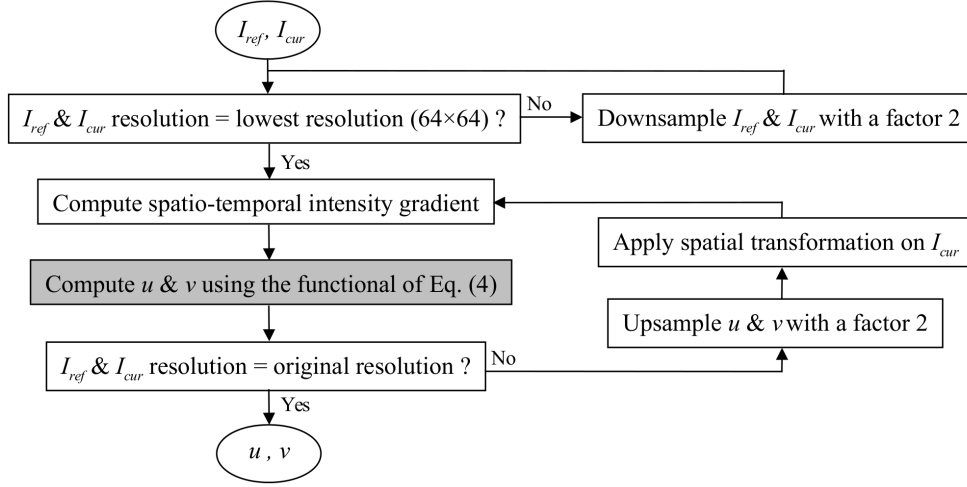 I_ref, I_cur
I_ref & I_cur resolution = lowest resolution (64×64) ?
No
Downsample I_ref & I_cur with a factor 2
Yes
Compute spatio-temporal intensity gradient
Apply spatial transformation on I_cur
Compute u & v using the functional of Eq. (4)
Upsample u & v with a factor 2
I_ref & I_cur resolution = original resolution ?
No
Yes
u , v